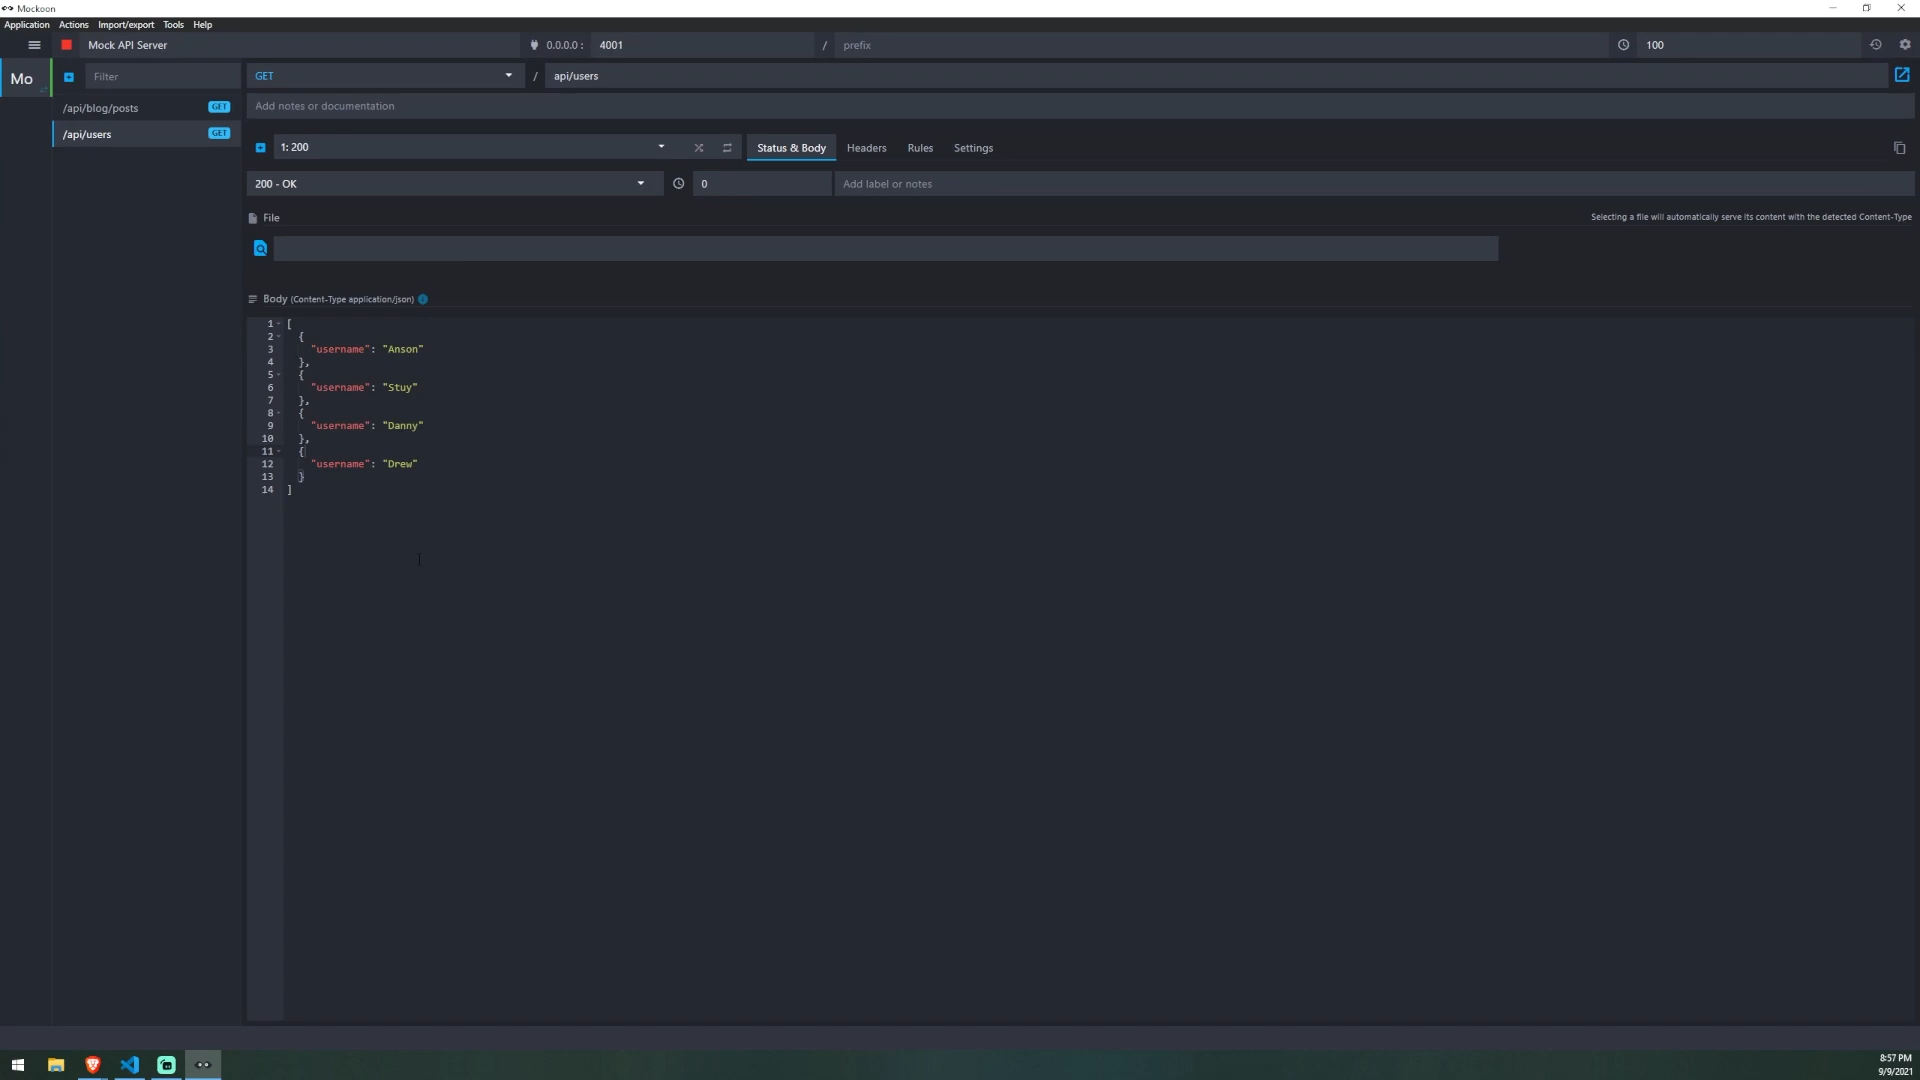 Mockoon
Application Actions Import/export Tools Help
Mock API Server 0.0.0.0 : 4001 / prefix 100
Mo Filter GET / api/users
/api/blog/posts GET Add notes or documentation
/api/users GET
1: 200 Status & Body Headers Rules Settings
200 - OK 0 Add label or notes
File Selecting a file will automatically serve its content with the detected Content-Type
Body (Content-Type application/json)
1 [
2 {
3 "username": "Anson"
4 },
5 {
6 "username": "Stuy"
7 },
8 {
9 "username": "Danny"
10 },
11 {
12 "username": "Drew"
13 }
14 ]
8:57 PM
9/9/2021